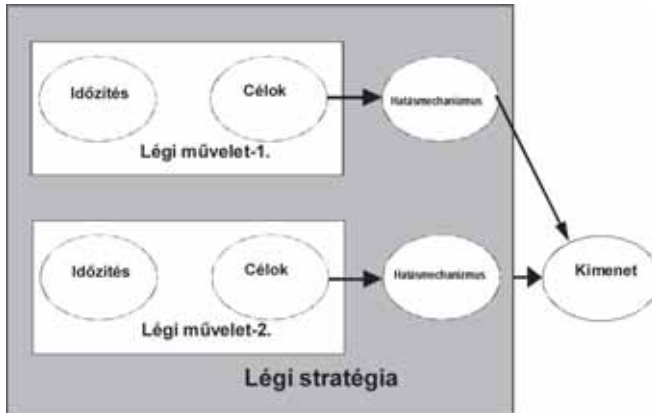 Időzítés
Célok
Hatásmechanizmus
Légi művelet-1.
Időzítés
Célok
Hatásmechanizmus
Kimenet
Légi művelet-2.
Légi stratégia